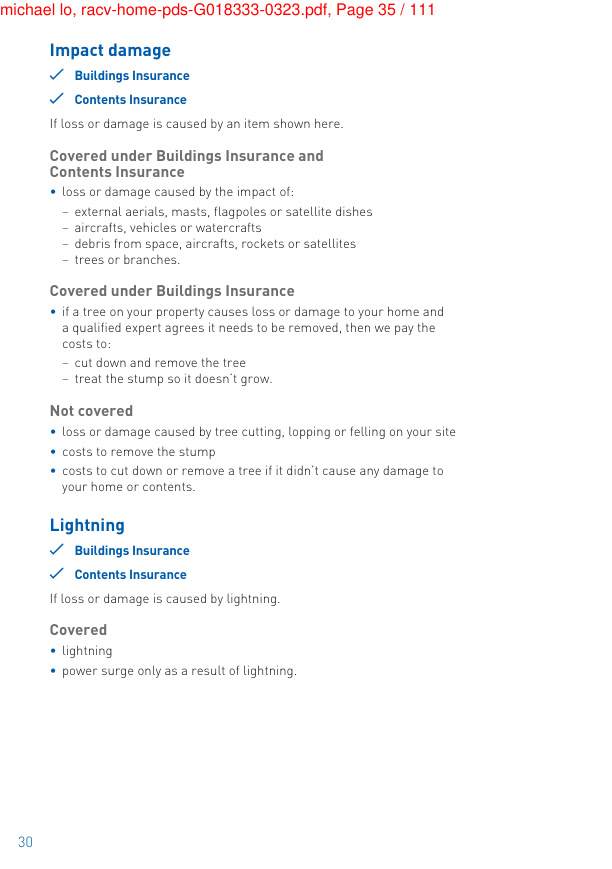 michael lo, racv-home-pds-G018333-0323.pdf, Page 35 / 111
Impact damage
✓ Buildings Insurance
✓ Contents Insurance
If loss or damage is caused by an item shown here.
Covered under Buildings Insurance and
Contents Insurance
• loss or damage caused by the impact of:
– external aerials, masts, flagpoles or satellite dishes
– aircrafts, vehicles or watercrafts
– debris from space, aircrafts, rockets or satellites
– trees or branches.
Covered under Buildings Insurance
• if a tree on your property causes loss or damage to your home and
a qualified expert agrees it needs to be removed, then we pay the
costs to:
– cut down and remove the tree
– treat the stump so it doesn't grow.
Not covered
• loss or damage caused by tree cutting, lopping or felling on your site
• costs to remove the stump
• costs to cut down or remove a tree if it didn't cause any damage to
your home or contents.
Lightning
✓ Buildings Insurance
✓ Contents Insurance
If loss or damage is caused by lightning.
Covered
• lightning
• power surge only as a result of lightning.
30